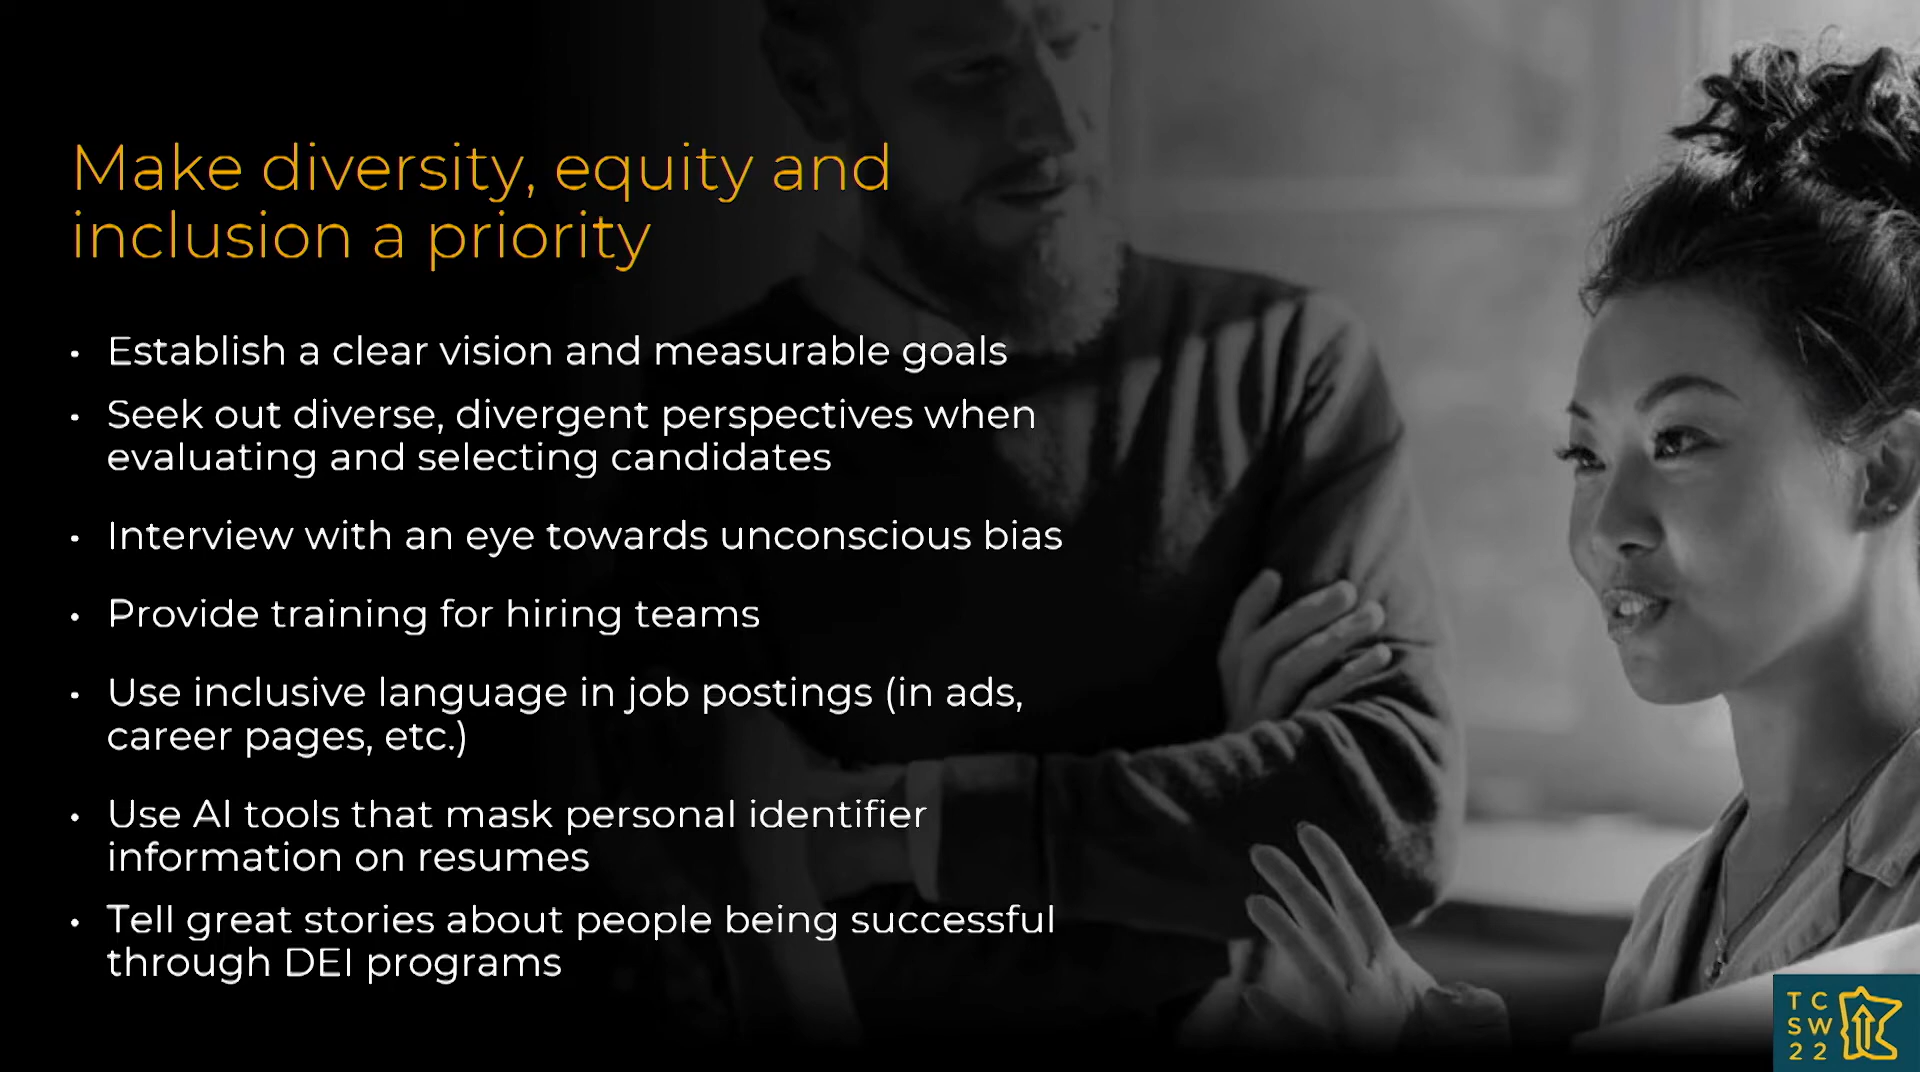 Make diversity, equity and
inclusion a priority
• Establish a clear vision and measurable goals
• Seek out diverse, divergent perspectives when
evaluating and selecting candidates
• Interview with an eye towards unconscious bias
• Provide training for hiring teams
• Use inclusive language in job postings (in ads,
career pages, etc.)
• Use AI tools that mask personal identifier
information on resumes
• Tell great stories about people being successful
through DEI programs
TC
SW
22